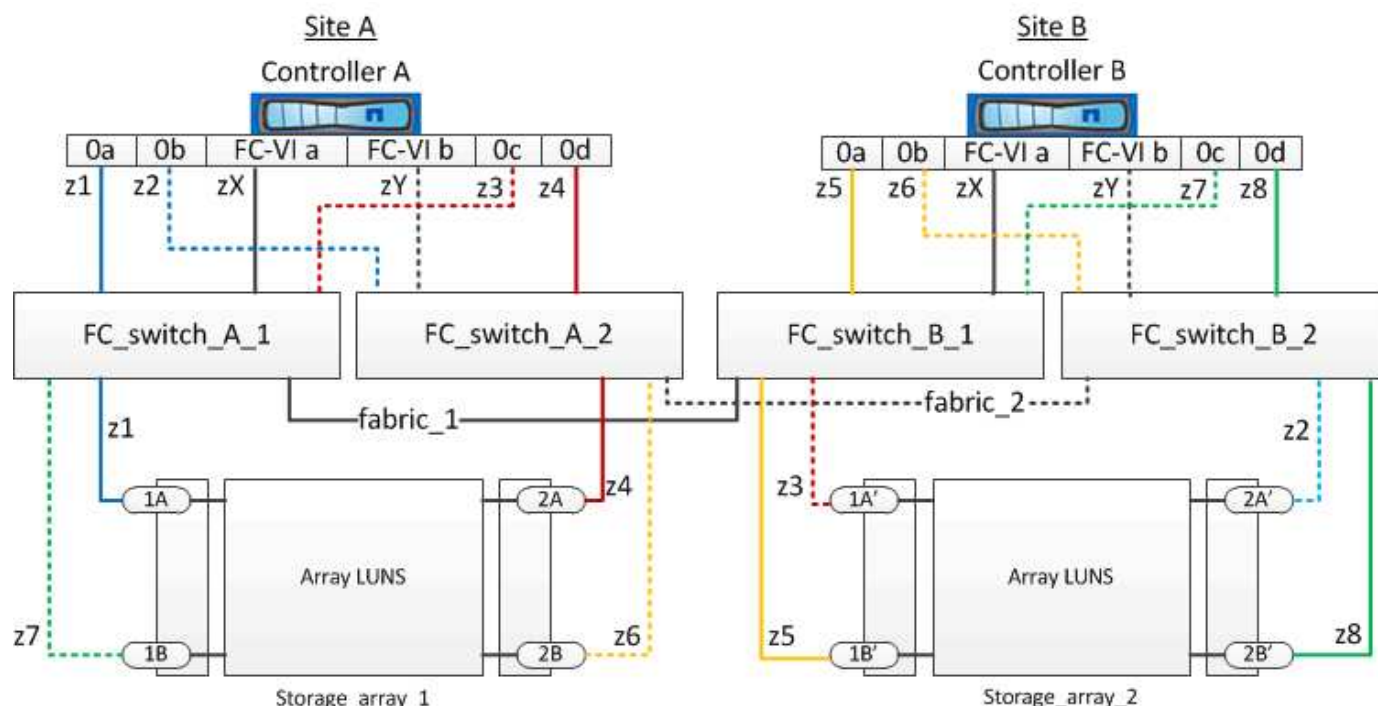 Site A
Site B
Controller A
Controller B
0a 0b FC-VI a FC-VI b 0c 0d
0a 0b FC-VI a FC-VI b 0c 0d
z1 z2 zX zY z3 z4
z5 z6 zX zY z7 z8
FC_switch_A_1
FC_switch_A_2
FC_switch_B_1
FC_switch_B_2
fabric_1
fabric_2
z1
z4
z3
z2
1A
2A
1A'
2A'
Array LUNS
Array LUNS
z7
z6
z5
z8
1B
2B
1B'
2B'
Storage_array_1
Storage_array_2